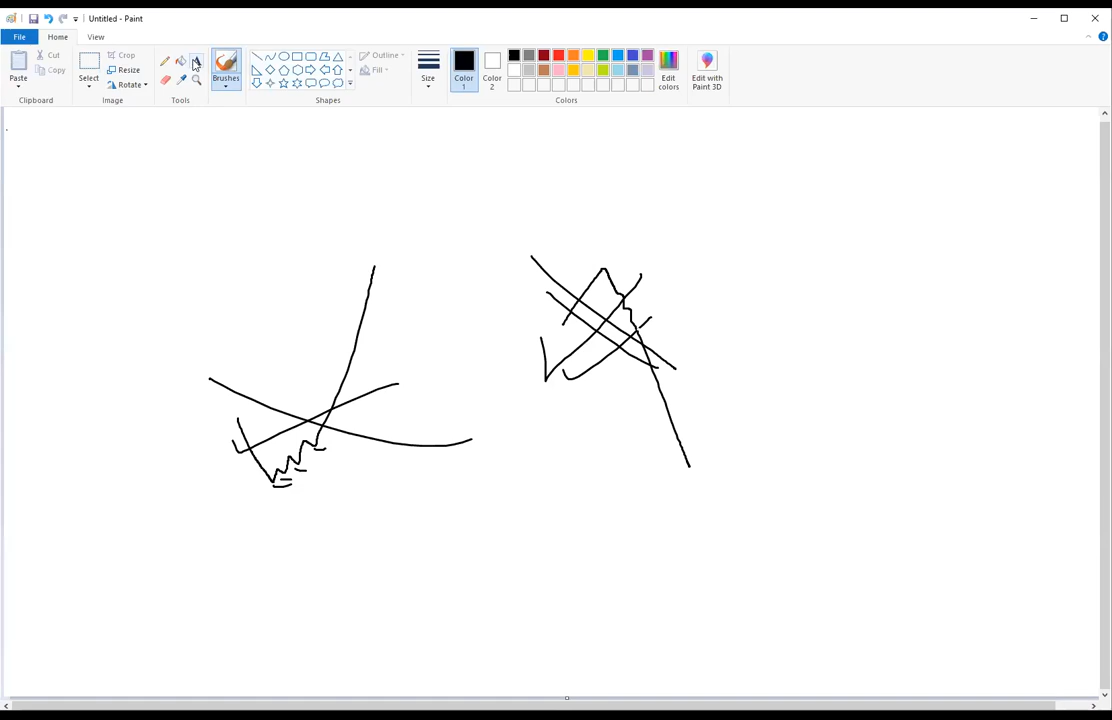 Untitled - Paint
File Home View
Paste
Cut
Copy
Clipboard
Select
Crop
Resize
Rotate
Image
Tools
Brushes
Outline
Fill
Shapes
Size
Color 1
Color 2
Edit colors
Colors
Edit with Paint 3D